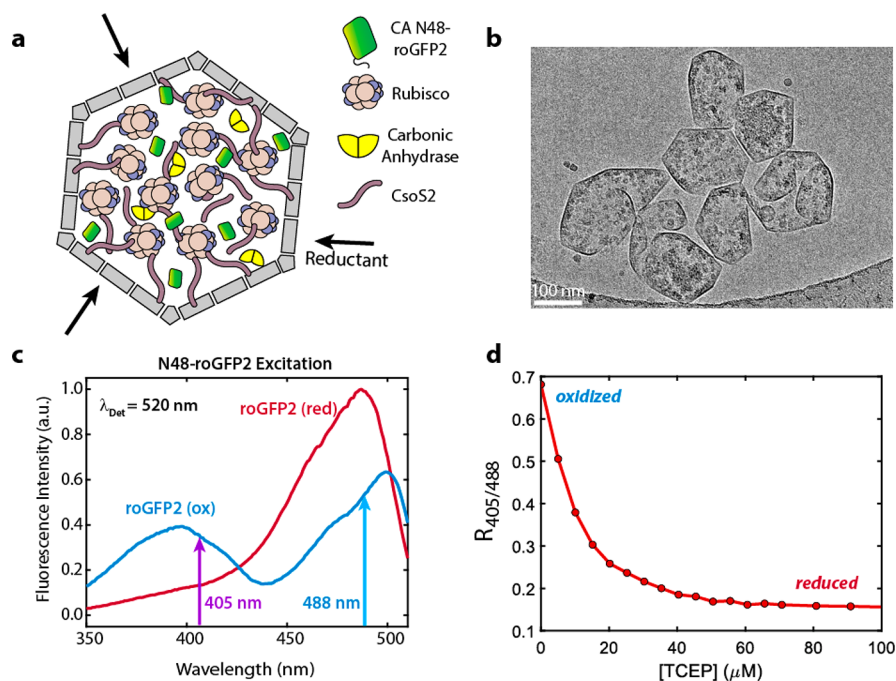 a
CA N48-
roGFP2
Rubisco
Carbonic
Anhydrase
CsoS2
Reductant
b
100 nm
c
N48-roGFP2 Excitation
λDet = 520 nm
roGFP2 (red)
roGFP2 (ox)
405 nm
488 nm
Fluorescence Intensity (a.u.)
1.0
0.8
0.6
0.4
0.2
0.0
350
400
450
500
Wavelength (nm)
d
oxidized
reduced
R405/488
0.7
0.6
0.5
0.4
0.3
0.2
0.1
0
20
40
60
80
100
[TCEP] (μM)